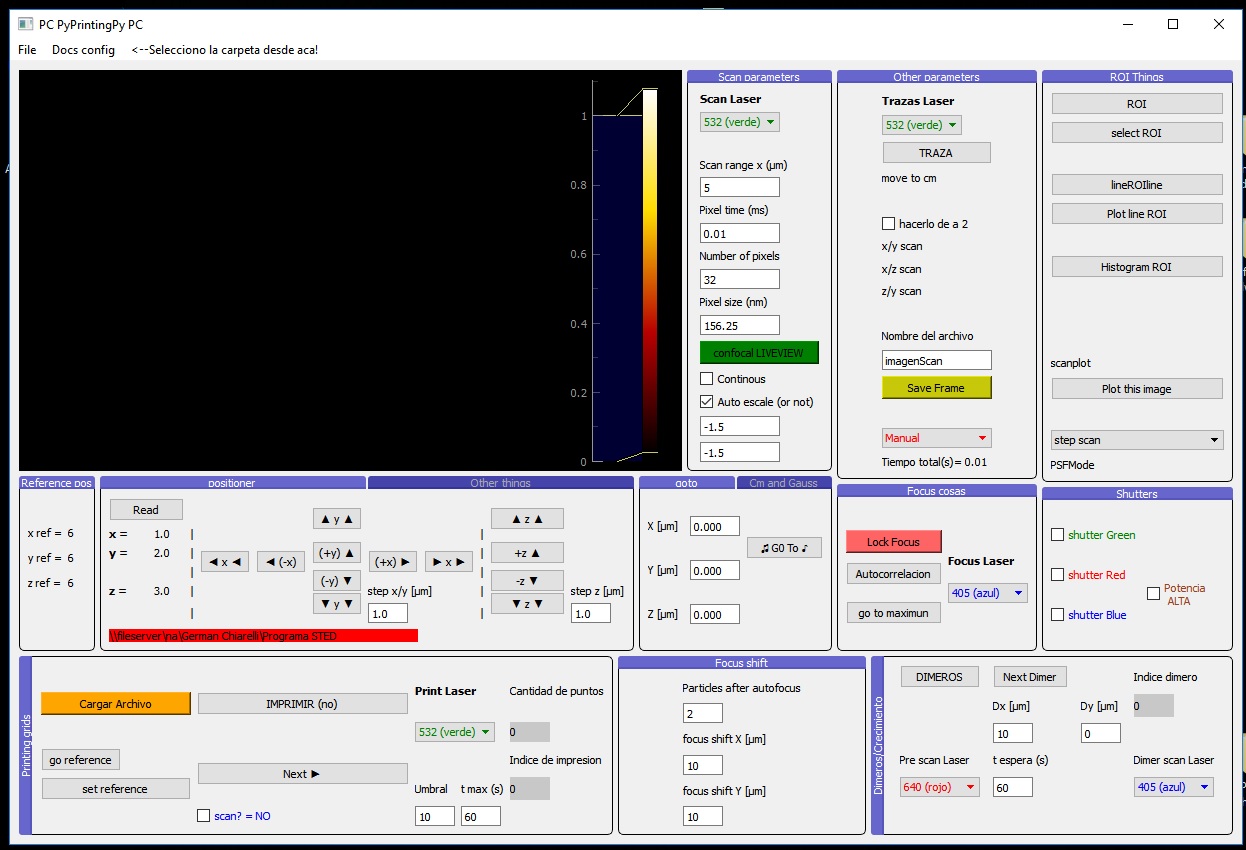 PC PyPrintingPy PC
File Docs config <--Selecciono la carpeta desde aca!
1
0.8
0.6
0.4
0.2
0
Scan parameters
Scan Laser
532 (verde)
Scan range x (µm)
5
Pixel time (ms)
0.01
Number of pixels
32
Pixel size (nm)
156.25
confocal LIVEVIEW
Continous
Auto escale (or not)
-1.5
-1.5
Other parameters
Trazas Laser
532 (verde)
TRAZA
move to cm
hacerlo de a 2
x/y scan
x/z scan
z/y scan
Nombre del archivo
imagenScan
Save Frame
Manual
Tiempo total(s)= 0.01
ROI Things
ROI
select ROI
lineROIline
Plot line ROI
Histogram ROI
scanplot
Plot this image
step scan
PSFMode
Reference pos
x ref = 6
y ref = 6
z ref = 6
positioner
Other things
Read
x = 1.0 |
y = 2.0 |
|
z = 3.0 |
|
◄ x ◄
◄ (-x)
▲ y ▲
(+y) ▲
(-y) ▼
▼ y ▼
(+x) ►
► x ►
step x/y [µm]
1.0
|
|
|
|
|
▲ z ▲
+z ▲
-z ▼
▼ z ▼
step z [µm]
1.0
\\fileserver\na\German Chiarelli\Programa STED
goto
Cm and Gauss
X [µm] 0.000
Y [µm] 0.000
Z [µm] 0.000
♫ G0 To ♪
Focus cosas
Lock Focus
Autocorrelacion
go to maximun
Focus Laser
405 (azul)
Shutters
shutter Green
shutter Red
shutter Blue
Potencia
ALTA
Printing grids
Cargar Archivo
IMPRIMIR (no)
go reference
set reference
Next ►
scan? = NO
Print Laser
532 (verde)
Cantidad de puntos
0
Indice de impresion
0
Umbral t max (s)
10 60
Focus shift
Particles after autofocus
2
focus shift X [µm]
10
focus shift Y [µm]
10
Dimeros/Crecimiento
DIMEROS
Next Dimer
Indice dimero
0
Dx [µm]
10
Dy [µm]
0
Pre scan Laser
640 (rojo)
t espera (s)
60
Dimer scan Laser
405 (azul)